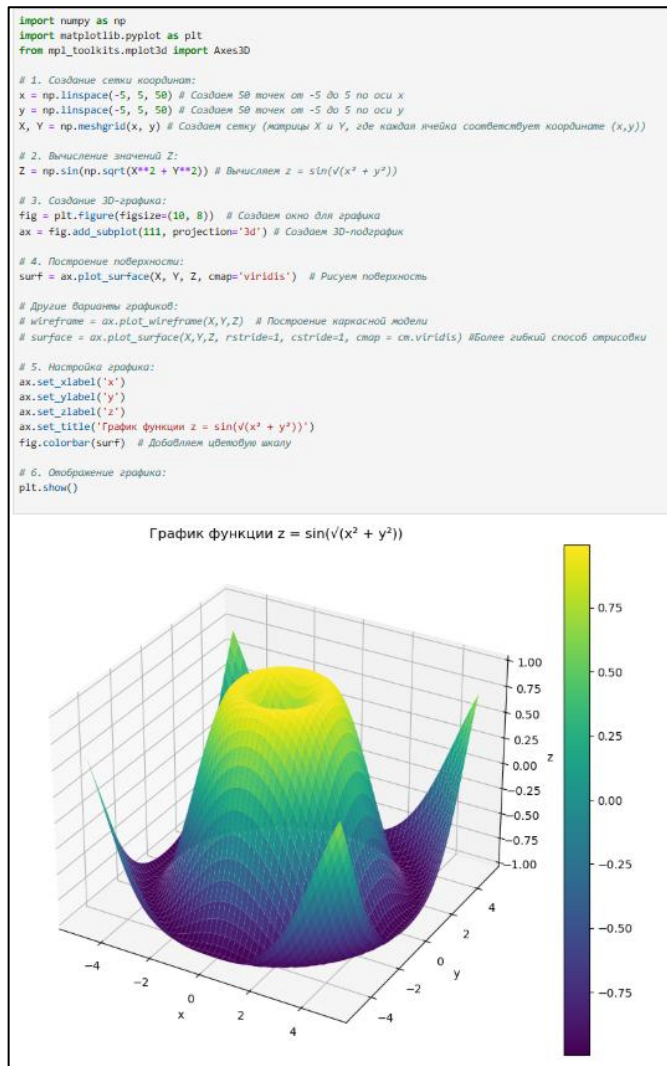 import numpy as np
import matplotlib.pyplot as plt
from mpl_toolkits.mplot3d import Axes3D
# 1. Создание сетки координат:
x = np.linspace(-5, 5, 50) # Создаем 50 точек от -5 до 5 по оси x
y = np.linspace(-5, 5, 50) # Создаем 50 точек от -5 до 5 по оси y
X, Y = np.meshgrid(x, y) # Создаем сетку (матрицы X и Y, где каждая ячейка соответствует координате (x,y))
# 2. Вычисление значений Z:
Z = np.sin(np.sqrt(X**2 + Y**2)) # Вычисляем z = sin(√(x² + y²))
# 3. Создание 3D-графика:
fig = plt.figure(figsize=(10, 8))  # Создаем окно для графика
ax = fig.add_subplot(111, projection='3d') # Создаем 3D-подграфик
# 4. Построение поверхности:
surf = ax.plot_surface(X, Y, Z, cmap='viridis')  # Рисуем поверхность
# Другие варианты графиков:
# wireframe = ax.plot_wireframe(X,Y,Z)  # Построение каркасной модели
# surface = ax.plot_surface(X,Y,Z, rstride=1, cstride=1, cmap = cm.viridis) #Более гибкий способ отрисовки
# 5. Настройка графика:
ax.set_xlabel('x')
ax.set_ylabel('y')
ax.set_zlabel('z')
ax.set_title('График функции z = sin(√(x² + y²))')
fig.colorbar(surf)  # Добавляем цветовую шкалу
# 6. Отображение графика:
plt.show()
График функции z = sin(√(x² + y²))
1.00
0.75
0.50
0.25
0.00
−0.25
−0.50
−0.75
−1.00
z
−4
−2
0
2
4
x
−4
−2
0
2
4
y
0.75
0.50
0.25
0.00
−0.25
−0.50
−0.75